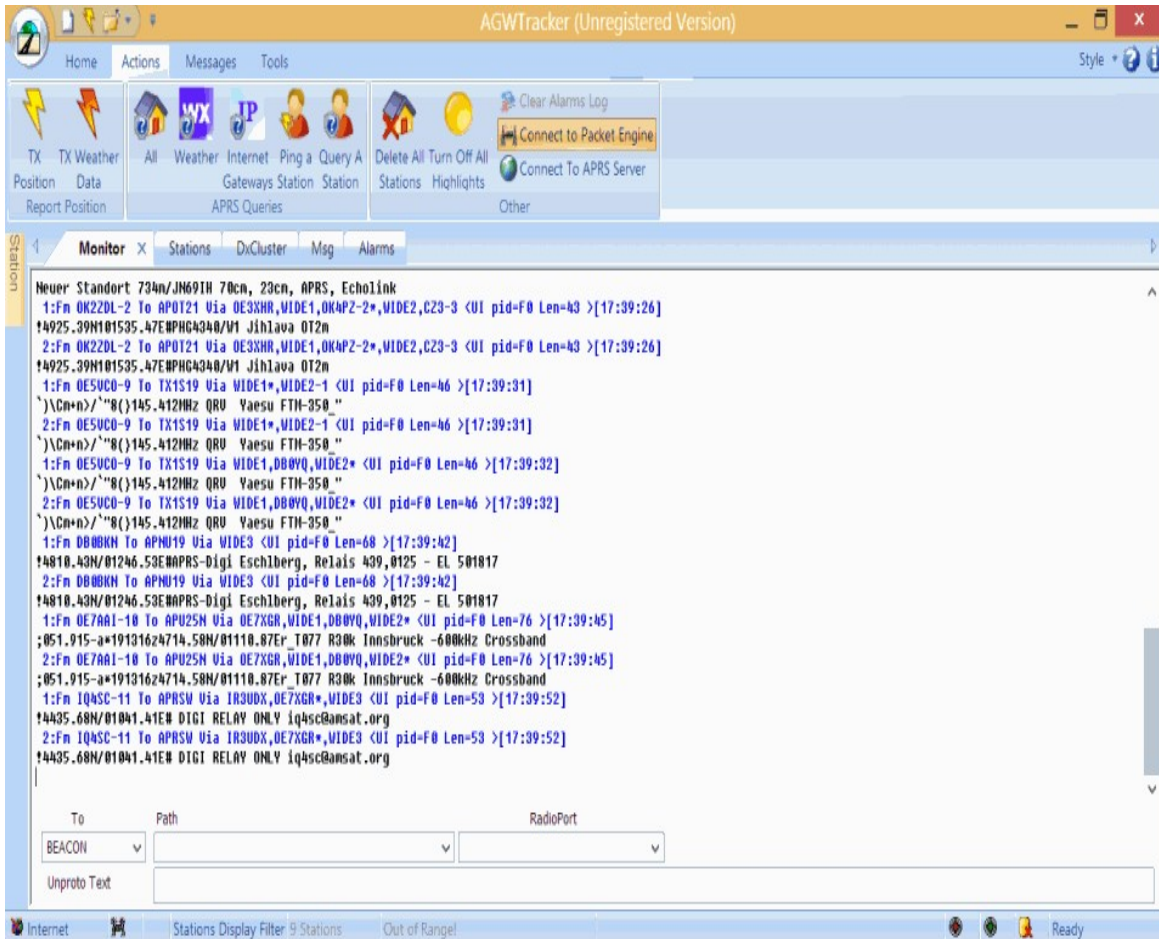 AGWTracker (Unregistered Version)
Home Actions Messages Tools
Style
TX Position
TX Weather Data
All
Weather
Internet Gateways
Ping a Station
Query A Station
Delete All Stations
Turn Off All Highlights
Clear Alarms Log
Connect to Packet Engine
Connect To APRS Server
Report Position
APRS Queries
Other
Station
Monitor X Stations DxCluster Msg Alarms
Neuer Standort 734m/JN69IH 70cm, 23cm, APRS, Echolink
1:Fm OK2ZDL-2 To APOT21 Via OE3XHR,WIDE1,OK4PZ-2*,WIDE2,CZ3-3 <UI pid=F0 Len=43 >[17:39:26]
!4925.39N101535.47E#PHG4340/W1 Jihlava OT2m
2:Fm OK2ZDL-2 To APOT21 Via OE3XHR,WIDE1,OK4PZ-2*,WIDE2,CZ3-3 <UI pid=F0 Len=43 >[17:39:26]
!4925.39N101535.47E#PHG4340/W1 Jihlava OT2m
1:Fm OE5VCO-9 To TX1S19 Via WIDE1*,WIDE2-1 <UI pid=F0 Len=46 >[17:39:31]
`)\Cn+n>/`"8(}145.412MHz QRV  Yaesu FTM-350_"
2:Fm OE5VCO-9 To TX1S19 Via WIDE1*,WIDE2-1 <UI pid=F0 Len=46 >[17:39:31]
`)\Cn+n>/`"8(}145.412MHz QRV  Yaesu FTM-350_"
1:Fm OE5VCO-9 To TX1S19 Via WIDE1,DB0YQ,WIDE2* <UI pid=F0 Len=46 >[17:39:32]
`)\Cn+n>/`"8(}145.412MHz QRV  Yaesu FTM-350_"
2:Fm OE5VCO-9 To TX1S19 Via WIDE1,DB0YQ,WIDE2* <UI pid=F0 Len=46 >[17:39:32]
`)\Cn+n>/`"8(}145.412MHz QRV  Yaesu FTM-350_"
1:Fm DB0BKN To APNU19 Via WIDE3 <UI pid=F0 Len=68 >[17:39:42]
!4810.43N/01246.53E#APRS-Digi Eschlberg, Relais 439,0125 - EL 501817
2:Fm DB0BKN To APNU19 Via WIDE3 <UI pid=F0 Len=68 >[17:39:42]
!4810.43N/01246.53E#APRS-Digi Eschlberg, Relais 439,0125 - EL 501817
1:Fm OE7AAI-10 To APU25N Via OE7XGR,WIDE1,DB0YQ,WIDE2* <UI pid=F0 Len=76 >[17:39:45]
;051.915-a*191316z4714.58N/01110.87Er_T077 R30k Innsbruck -600kHz Crossband
2:Fm OE7AAI-10 To APU25N Via OE7XGR,WIDE1,DB0YQ,WIDE2* <UI pid=F0 Len=76 >[17:39:45]
;051.915-a*191316z4714.58N/01110.87Er_T077 R30k Innsbruck -600kHz Crossband
1:Fm IQ4SC-11 To APRSW Via IR3UDX,OE7XGR*,WIDE3 <UI pid=F0 Len=53 >[17:39:52]
!4435.68N/01041.41E# DIGI RELAY ONLY iq4sc@amsat.org
2:Fm IQ4SC-11 To APRSW Via IR3UDX,OE7XGR*,WIDE3 <UI pid=F0 Len=53 >[17:39:52]
!4435.68N/01041.41E# DIGI RELAY ONLY iq4sc@amsat.org
To Path RadioPort
BEACON
Unproto Text
Internet Stations Display Filter 9 Stations Out of Range! Ready